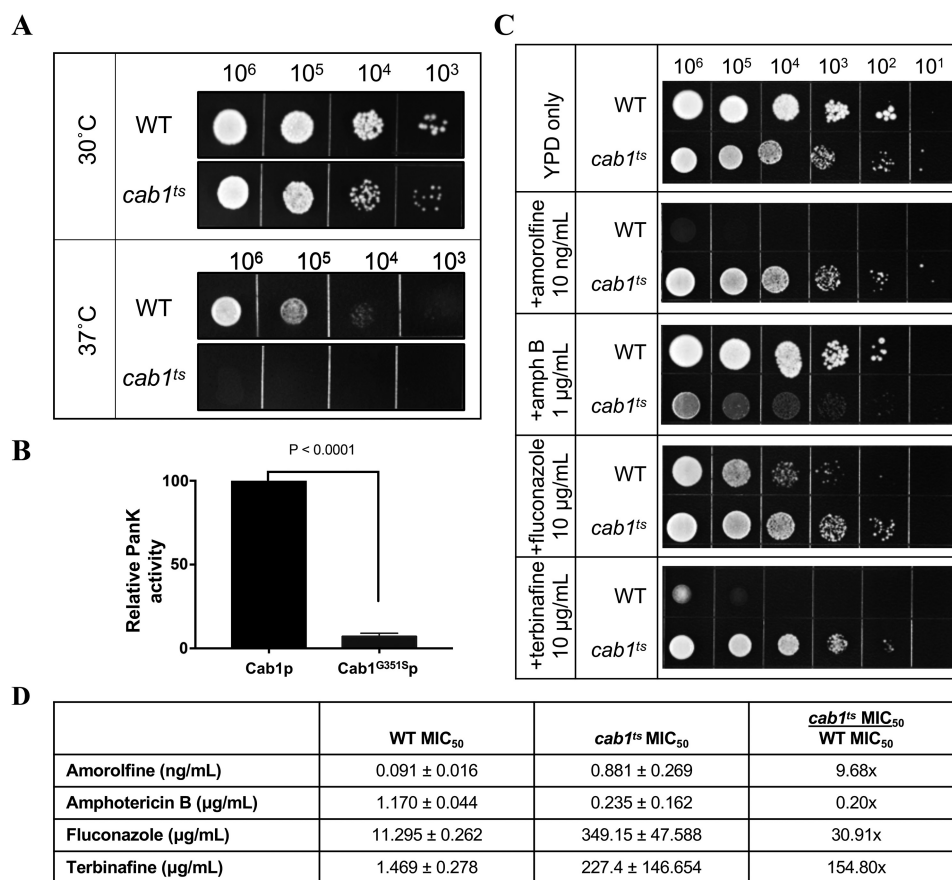 A
10⁶ 10⁵ 10⁴ 10³
30˚C
WT
cab1ᵗˢ
10⁶ 10⁵ 10⁴ 10³
37˚C
WT
cab1ᵗˢ
B
P < 0.0001
Relative PanK
activity
100
50
0
Cab1p
Cab1ᴳ³⁵¹ˢp
C
10⁶ 10⁵ 10⁴ 10³ 10² 10¹
YPD only
WT
cab1ᵗˢ
+amorolfine
10 ng/mL
WT
cab1ᵗˢ
+amph B
1 µg/mL
WT
cab1ᵗˢ
+fluconazole
10 µg/mL
WT
cab1ᵗˢ
+terbinafine
10 µg/mL
WT
cab1ᵗˢ
D
WT MIC₅₀
cab1ᵗˢ MIC₅₀
cab1ᵗˢ MIC₅₀
WT MIC₅₀
Amorolfine (ng/mL) 0.091 ± 0.016 0.881 ± 0.269 9.68x
Amphotericin B (µg/mL) 1.170 ± 0.044 0.235 ± 0.162 0.20x
Fluconazole (µg/mL) 11.295 ± 0.262 349.15 ± 47.588 30.91x
Terbinafine (µg/mL) 1.469 ± 0.278 227.4 ± 146.654 154.80x